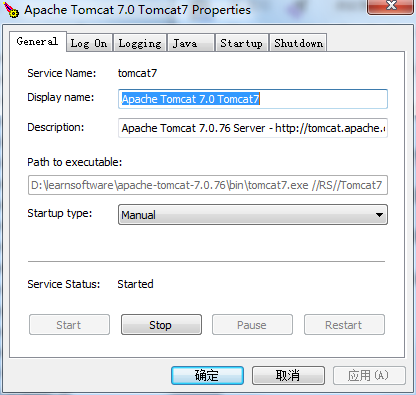 Apache Tomcat 7.0 Tomcat7 Properties
General Log On Logging Java Startup Shutdown
Service Name: tomcat7
Display name: Apache Tomcat 7.0 Tomcat7
Description: Apache Tomcat 7.0.76 Server - http://tomcat.apache.
Path to executable:
D:\learnsoftware\apache-tomcat-7.0.76\bin\tomcat7.exe //RS//Tomcat7
Startup type: Manual
Service Status: Started
Start Stop Pause Restart
确定 取消 应用(A)